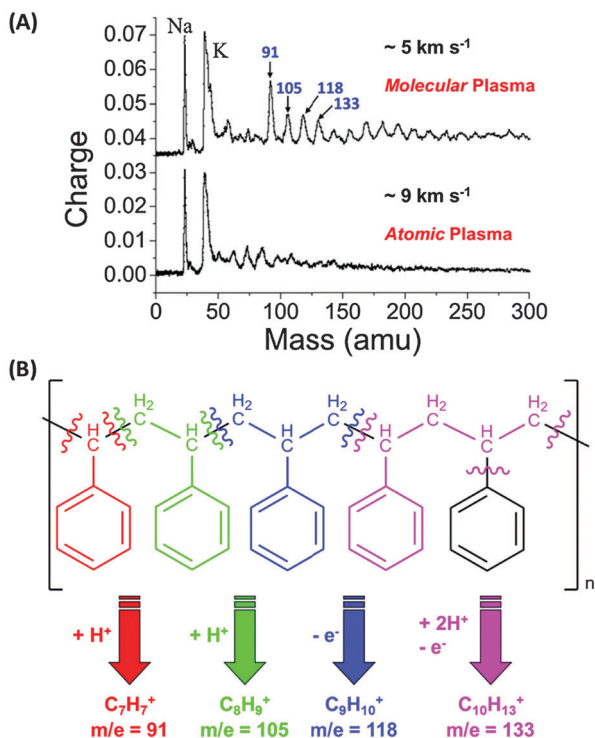 (A)
Na
K
91
105
118
133
~ 5 km s⁻¹
Molecular Plasma
~ 9 km s⁻¹
Atomic Plasma
0.07
0.06
0.05
0.04
0.03
0.02
0.01
0.00
Charge
0 50 100 150 200 250 300
Mass (amu)
(B)
H₂ H₂ H₂ H₂ H₂
H C H C C H C H C H C
C C C C C
n
+ H⁺ + H⁺ - e⁻ + 2H⁺
- e⁻
C₇H₇⁺ C₈H₉⁺ C₉H₁₀⁺ C₁₀H₁₃⁺
m/e = 91 m/e = 105 m/e = 118 m/e = 133